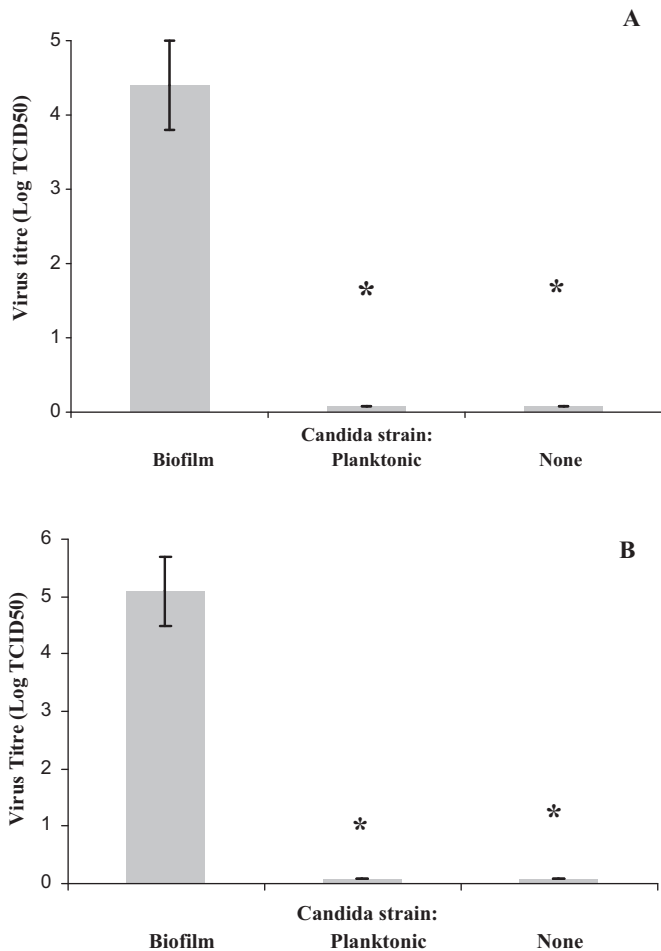 A
Virus titre (Log TCID50)
5
4
3
2
1
0
*
*
Candida strain:
Biofilm Planktonic None
B
Virus Titre (Log TCID50)
6
5
4
3
2
1
0
*
*
Candida strain:
Biofilm Planktonic None